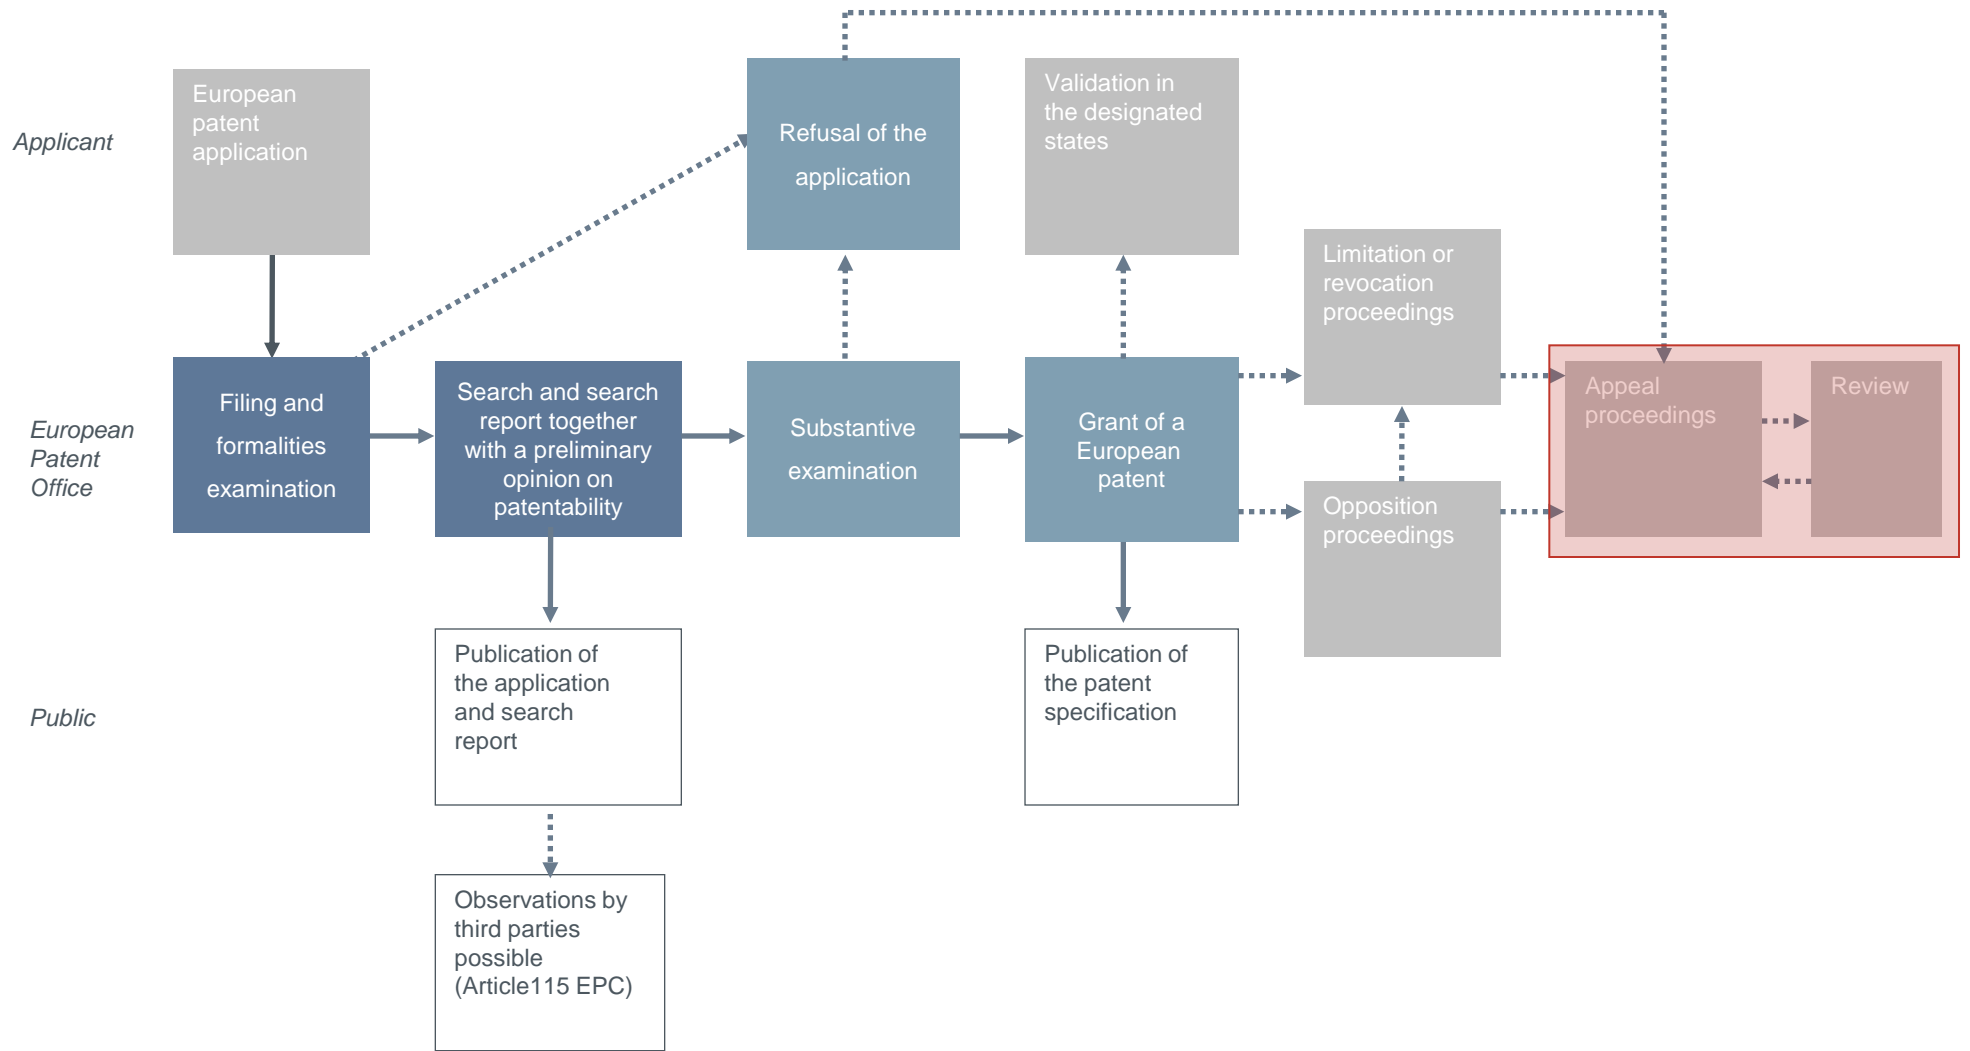 Applicant
European
patent
application
Refusal of the
application
Validation in
the designated
states
Limitation or
revocation
proceedings
European
Patent
Office
Filing and
formalities
examination
Search and search
report together
with a preliminary
opinion on
patentability
Substantive
examination
Grant of a
European
patent
Opposition
proceedings
Appeal
proceedings
Review
Public
Publication of
the application
and search
report
Publication of
the patent
specification
Observations by
third parties
possible
(Article115 EPC)